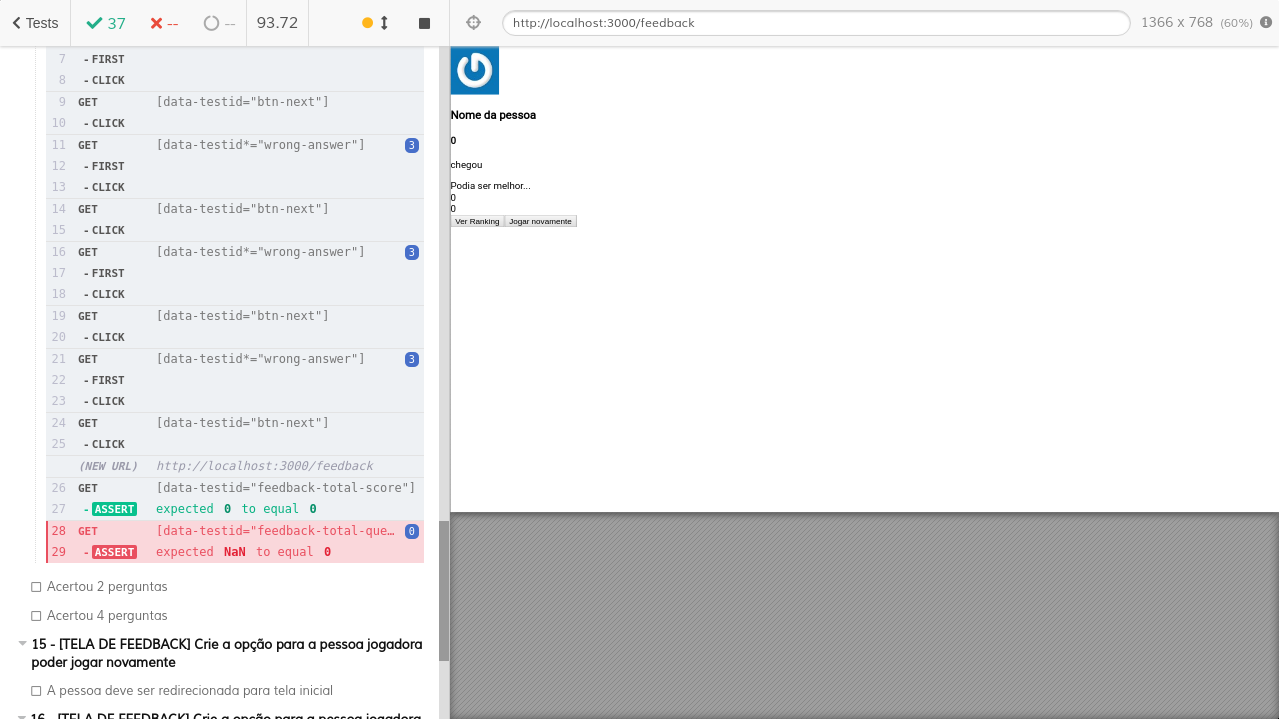 Tests 37 -- -- 93.72 http://localhost:3000/feedback 1366 x 768 (60%)
7 - FIRST
8 - CLICK
9 GET [data-testid="btn-next"]
10 - CLICK
11 GET [data-testid*="wrong-answer"] 3
12 - FIRST
13 - CLICK
14 GET [data-testid="btn-next"]
15 - CLICK
16 GET [data-testid*="wrong-answer"] 3
17 - FIRST
18 - CLICK
19 GET [data-testid="btn-next"]
20 - CLICK
21 GET [data-testid*="wrong-answer"] 3
22 - FIRST
23 - CLICK
24 GET [data-testid="btn-next"]
25 - CLICK
(NEW URL) http://localhost:3000/feedback
26 GET [data-testid="feedback-total-score"]
27 - ASSERT expected 0 to equal 0
28 GET [data-testid="feedback-total-que… 0
29 - ASSERT expected NaN to equal 0
Acertou 2 perguntas
Acertou 4 perguntas
15 - [TELA DE FEEDBACK] Crie a opção para a pessoa jogadora
poder jogar novamente
A pessoa deve ser redirecionada para tela inicial
16 - [TELA DE FEEDBACK] Crie a opção para a pessoa jogadora
Nome da pessoa
0
chegou
Podia ser melhor...
0
0
Ver Ranking Jogar novamente